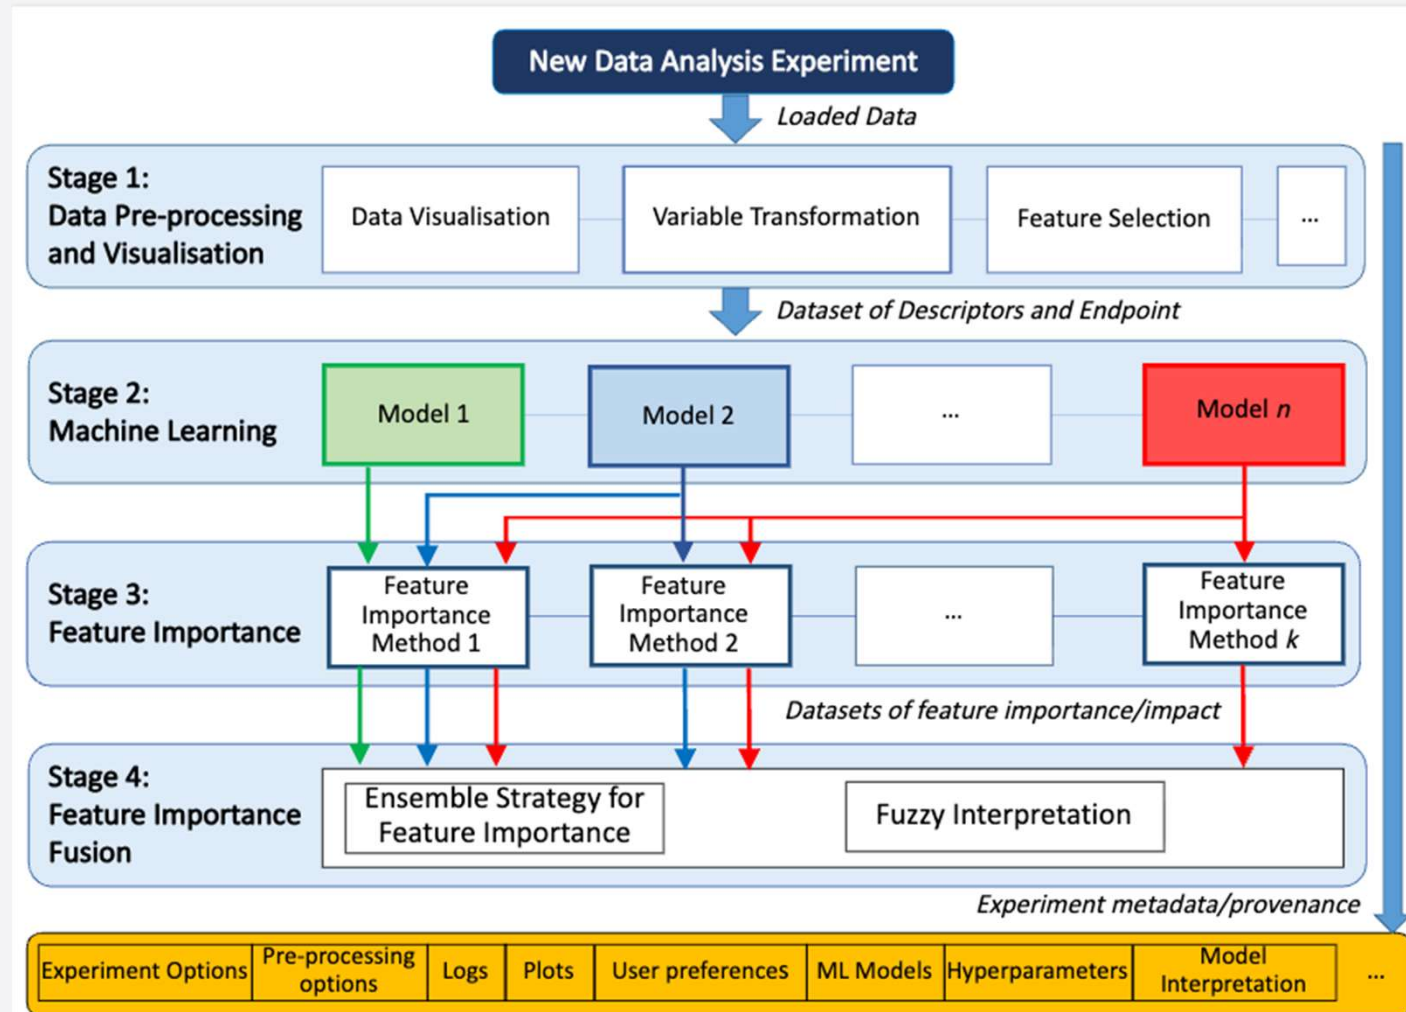 New Data Analysis Experiment
Loaded Data
Stage 1:
Data Pre-processing
and Visualisation
Data Visualisation
Variable Transformation
Feature Selection
...
Dataset of Descriptors and Endpoint
Stage 2:
Machine Learning
Model 1
Model 2
...
Model n
Stage 3:
Feature Importance
Feature
Importance
Method 1
Feature
Importance
Method 2
...
Feature
Importance
Method k
Datasets of feature importance/impact
Stage 4:
Feature Importance
Fusion
Ensemble Strategy for
Feature Importance
Fuzzy Interpretation
Experiment metadata/provenance
Experiment Options
Pre-processing
options
Logs
Plots
User preferences
ML Models
Hyperparameters
Model
Interpretation
...